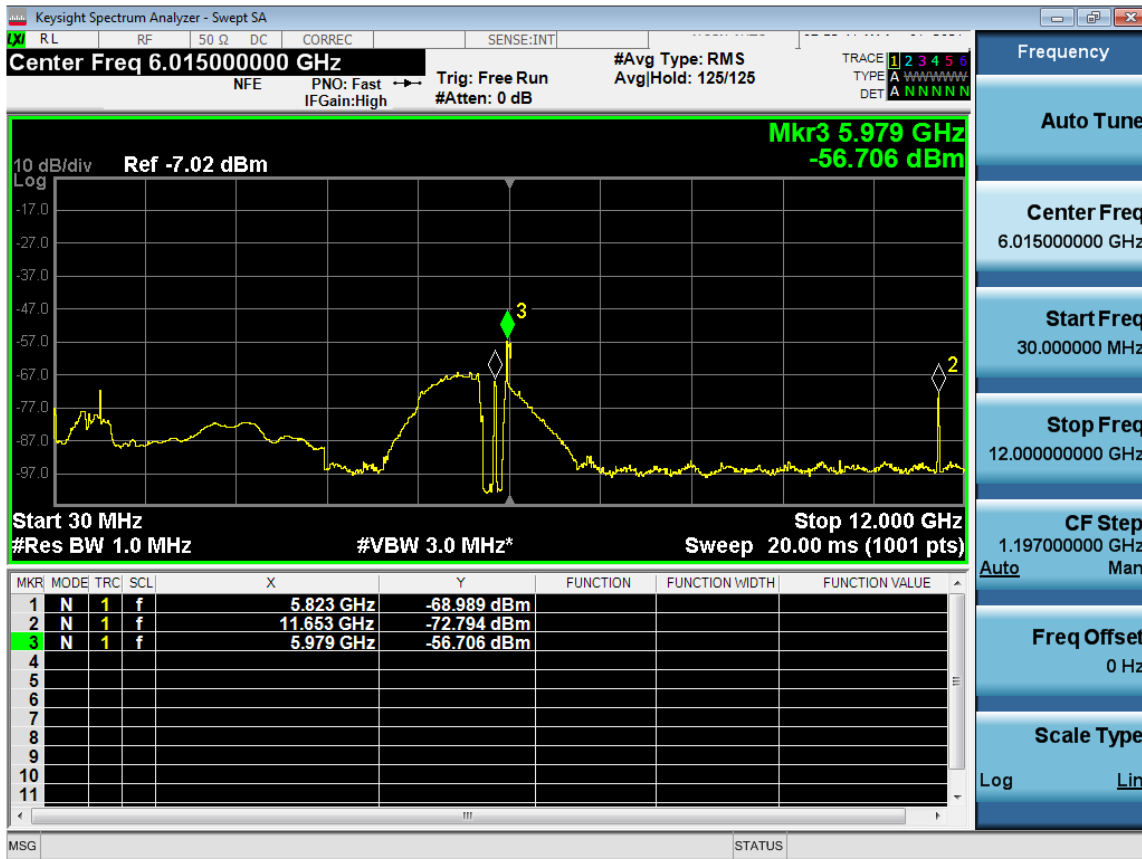 Keysight Spectrum Analyzer - Swept SA
LXI RL RF 50 Ω DC CORREC SENSE:INT
Center Freq 6.015000000 GHz
NFE PNO: Fast IFGain:High
Trig: Free Run
#Atten: 0 dB
#Avg Type: RMS
Avg|Hold: 125/125
TRACE 1 2 3 4 5 6
TYPE A WWWWW
DET A N N N N N
Mkr3 5.979 GHz
-56.706 dBm
10 dB/div Ref -7.02 dBm
Log
-17.0
-27.0
-37.0
-47.0
-57.0
-67.0
-77.0
-87.0
-97.0
3
2
Start 30 MHz Stop 12.000 GHz
#Res BW 1.0 MHz #VBW 3.0 MHz* Sweep 20.00 ms (1001 pts)
MKR MODE TRC SCL X Y FUNCTION FUNCTION WIDTH FUNCTION VALUE
1 N 1 f 5.823 GHz -68.989 dBm
2 N 1 f 11.653 GHz -72.794 dBm
3 N 1 f 5.979 GHz -56.706 dBm
4
5
6
7
8
9
10
11
MSG STATUS
Frequency
Auto Tune
Center Freq
6.015000000 GHz
Start Freq
30.000000 MHz
Stop Freq
12.000000000 GHz
CF Step
1.197000000 GHz
Auto Man
Freq Offset
0 Hz
Scale Type
Log Lin